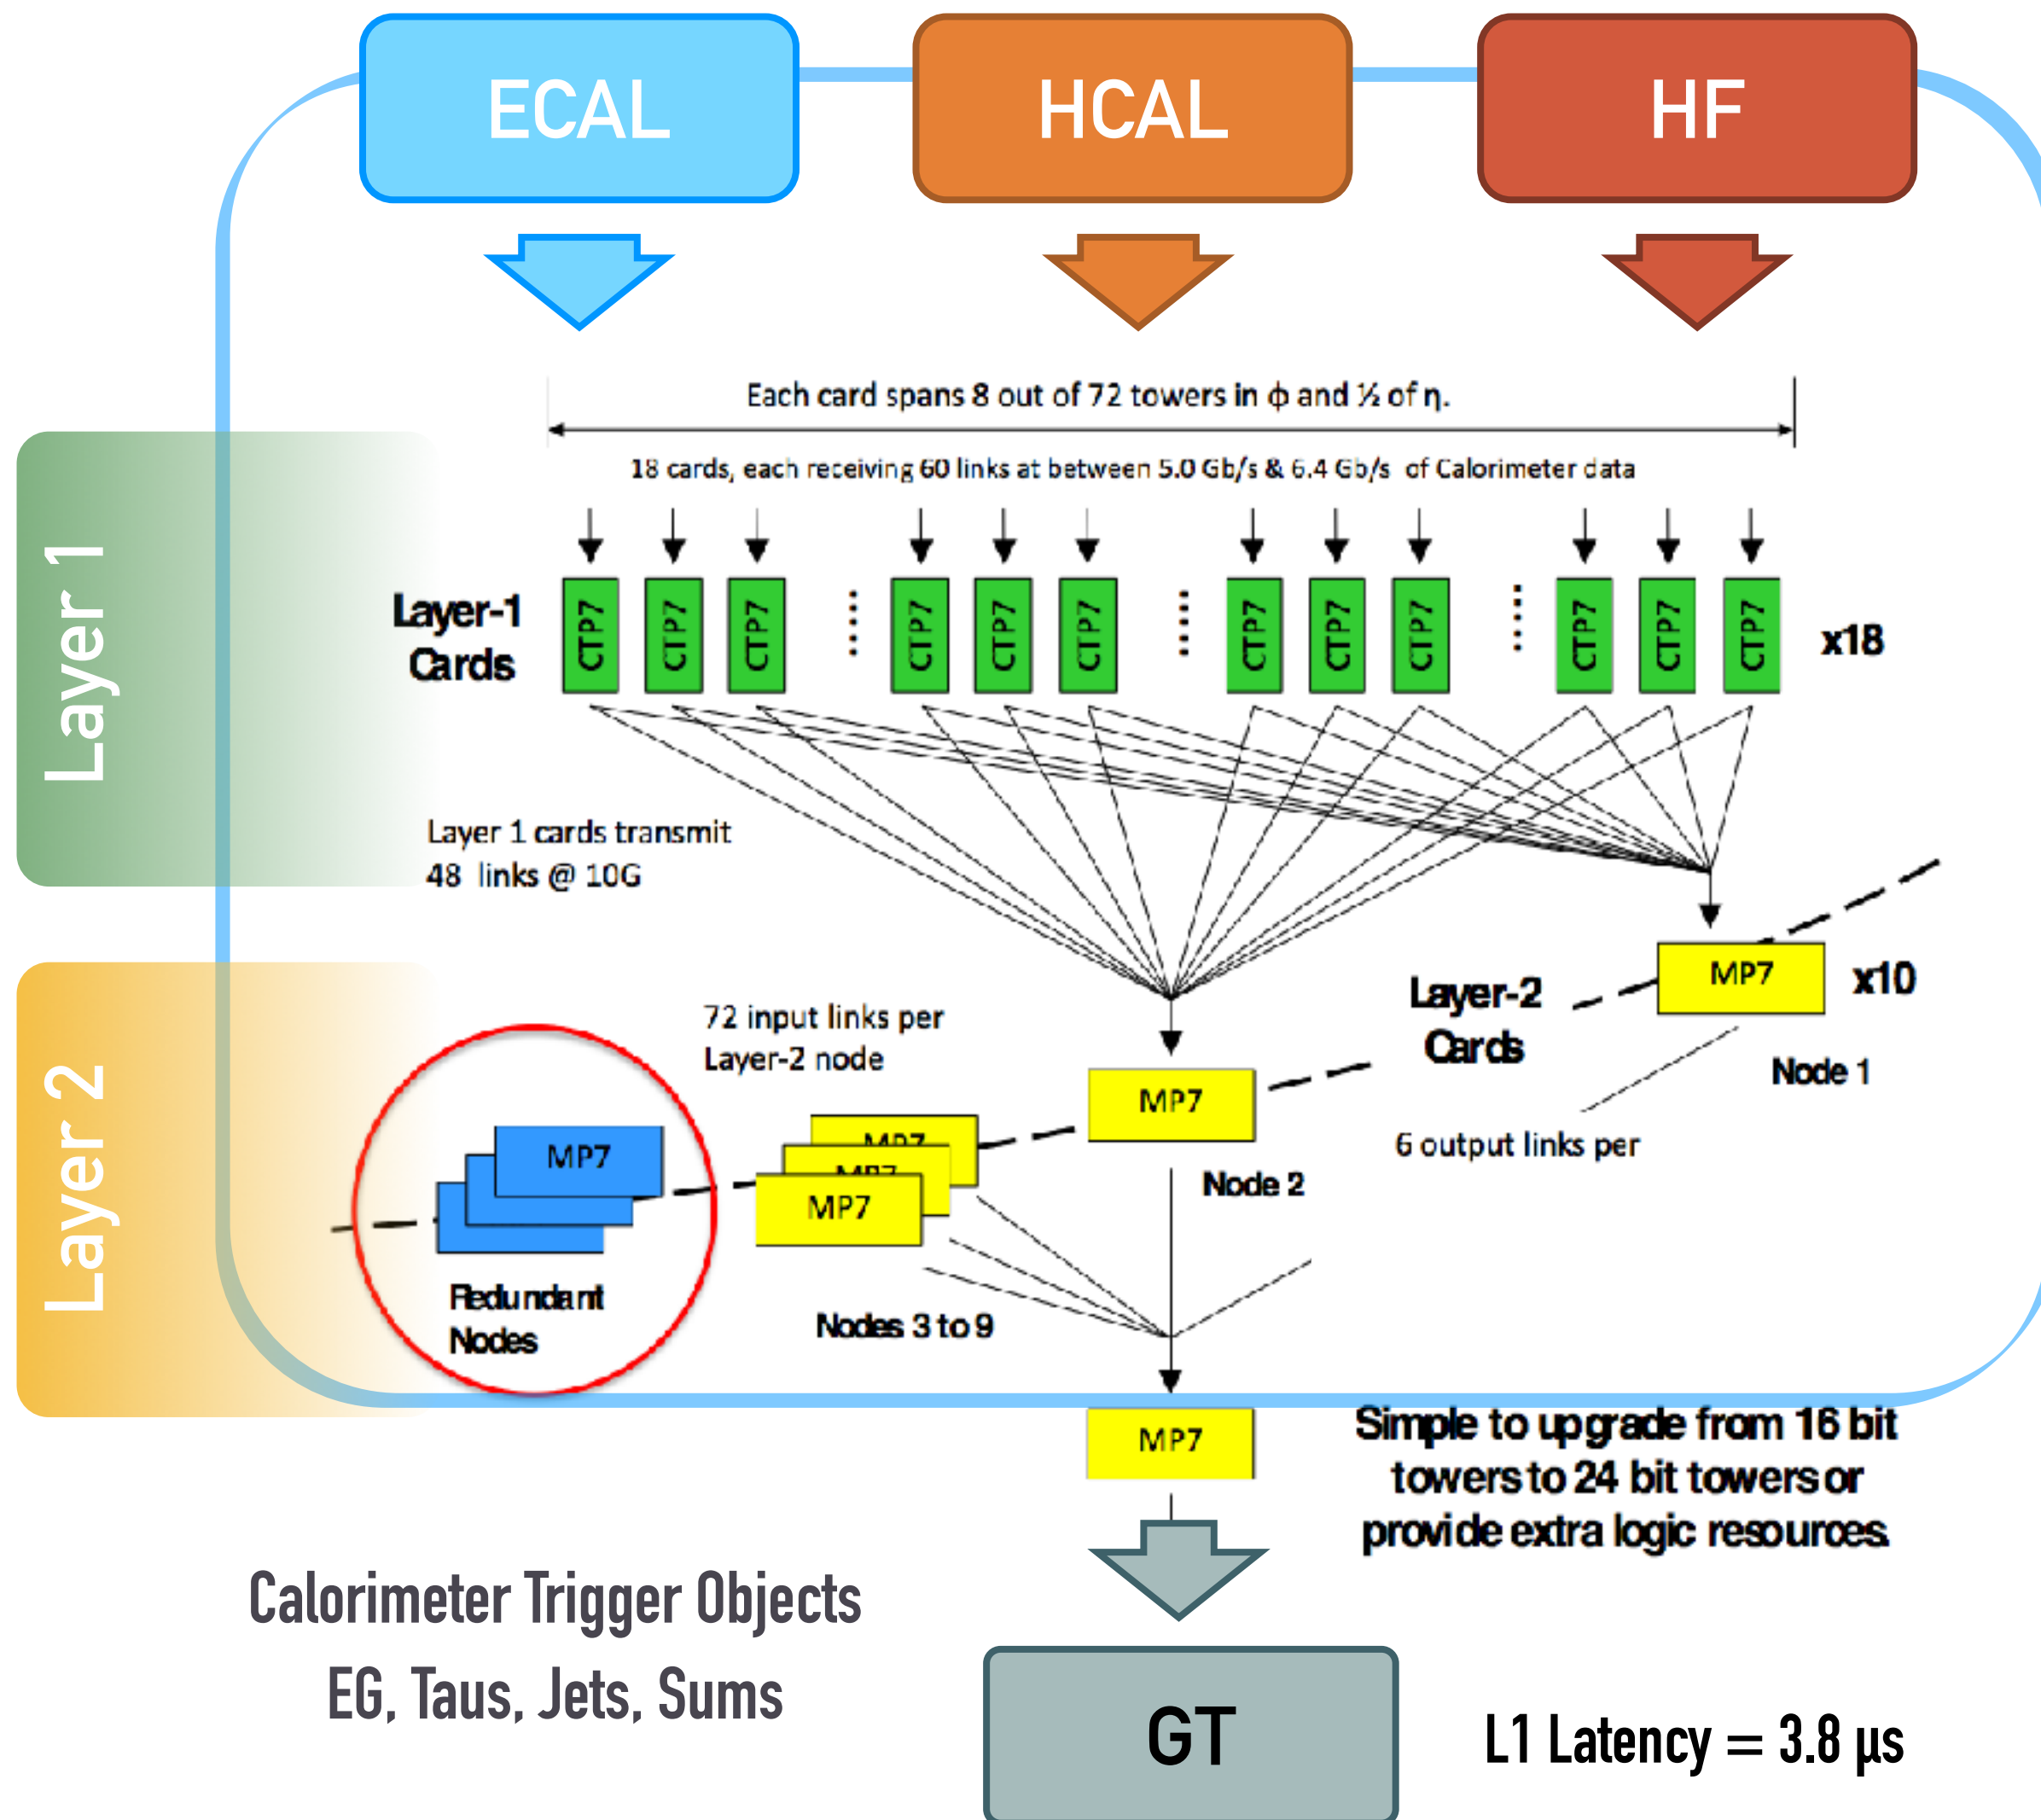 ECAL
HCAL
HF
Each card spans 8 out of 72 towers in ϕ and ½ of η.
18 cards, each receiving 60 links at between 5.0 Gb/s & 6.4 Gb/s of Calorimeter data
Layer 1
Layer-1
Cards
CTP7
CTP7
CTP7
CTP7
CTP7
CTP7
CTP7
CTP7
CTP7
CTP7
CTP7
CTP7
x18
Layer 1 cards transmit
48 links @ 10G
Layer 2
MP7
x10
Layer-2
Cards
Node 1
72 input links per
Layer-2 node
MP7
6 output links per
Node 2
MP7
MP7
MP7
MP7
Redundant
Nodes
Nodes 3 to 9
MP7
Simple to upgrade from 16 bit
towers to 24 bit towers or
provide extra logic resources.
Calorimeter Trigger Objects
EG, Taus, Jets, Sums
GT
L1 Latency = 3.8 µs